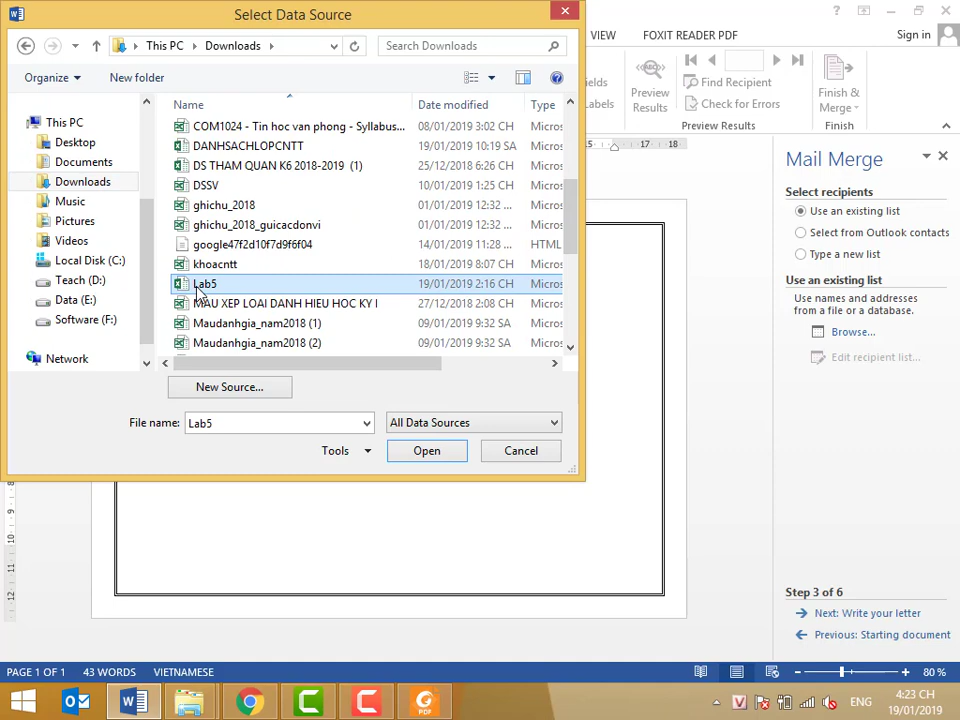 Select Data Source
This PC
Downloads
Search Downloads
Organize
New folder
This PC
Desktop
Documents
Downloads
Music
Pictures
Videos
Local Disk (C:)
Teach (D:)
Data (E:)
Software (F:)
Network
Name
Date modified
Type
COM1024 - Tin hoc van phong - Syllabus... 08/01/2019 3:02 CH Micros
DANHSACHLOPCNTT 19/01/2019 10:19 SA Micros
DS THAM QUAN K6 2018-2019 (1) 25/12/2018 6:26 CH Micros
DSSV 10/01/2019 1:25 CH Micros
ghichu_2018 01/01/2019 12:32 ... Micros
ghichu_2018_guicacdonvi 01/01/2019 12:32 ... Micros
google47f2d10f7d9f6f04 14/01/2019 11:28 ... HTML
khoacntt 18/01/2019 8:07 CH Micros
Lab5 19/01/2019 2:16 CH Micros
MAU XEP LOAI DANH HIEU HOC KY I 27/12/2018 2:08 CH Micros
Maudanhgia_nam2018 (1) 09/01/2019 9:32 SA Micros
Maudanhgia_nam2018 (2) 09/01/2019 9:32 SA Micros
New Source...
File name: Lab5
All Data Sources
Tools
Open
Cancel
VIEW
FOXIT READER PDF
Sign in
Preview
Results
Find Recipient
Check for Errors
Preview Results
Finish &
Merge
Finish
17
18
Mail Merge
Select recipients
Use an existing list
Select from Outlook contacts
Type a new list
Use an existing list
Use names and addresses
from a file or a database.
Browse...
Edit recipient list...
Step 3 of 6
Next: Write your letter
Previous: Starting document
8
9
10
11
12
PAGE 1 OF 1
43 WORDS
VIETNAMESE
80 %
ENG
4:23 CH
19/01/2019